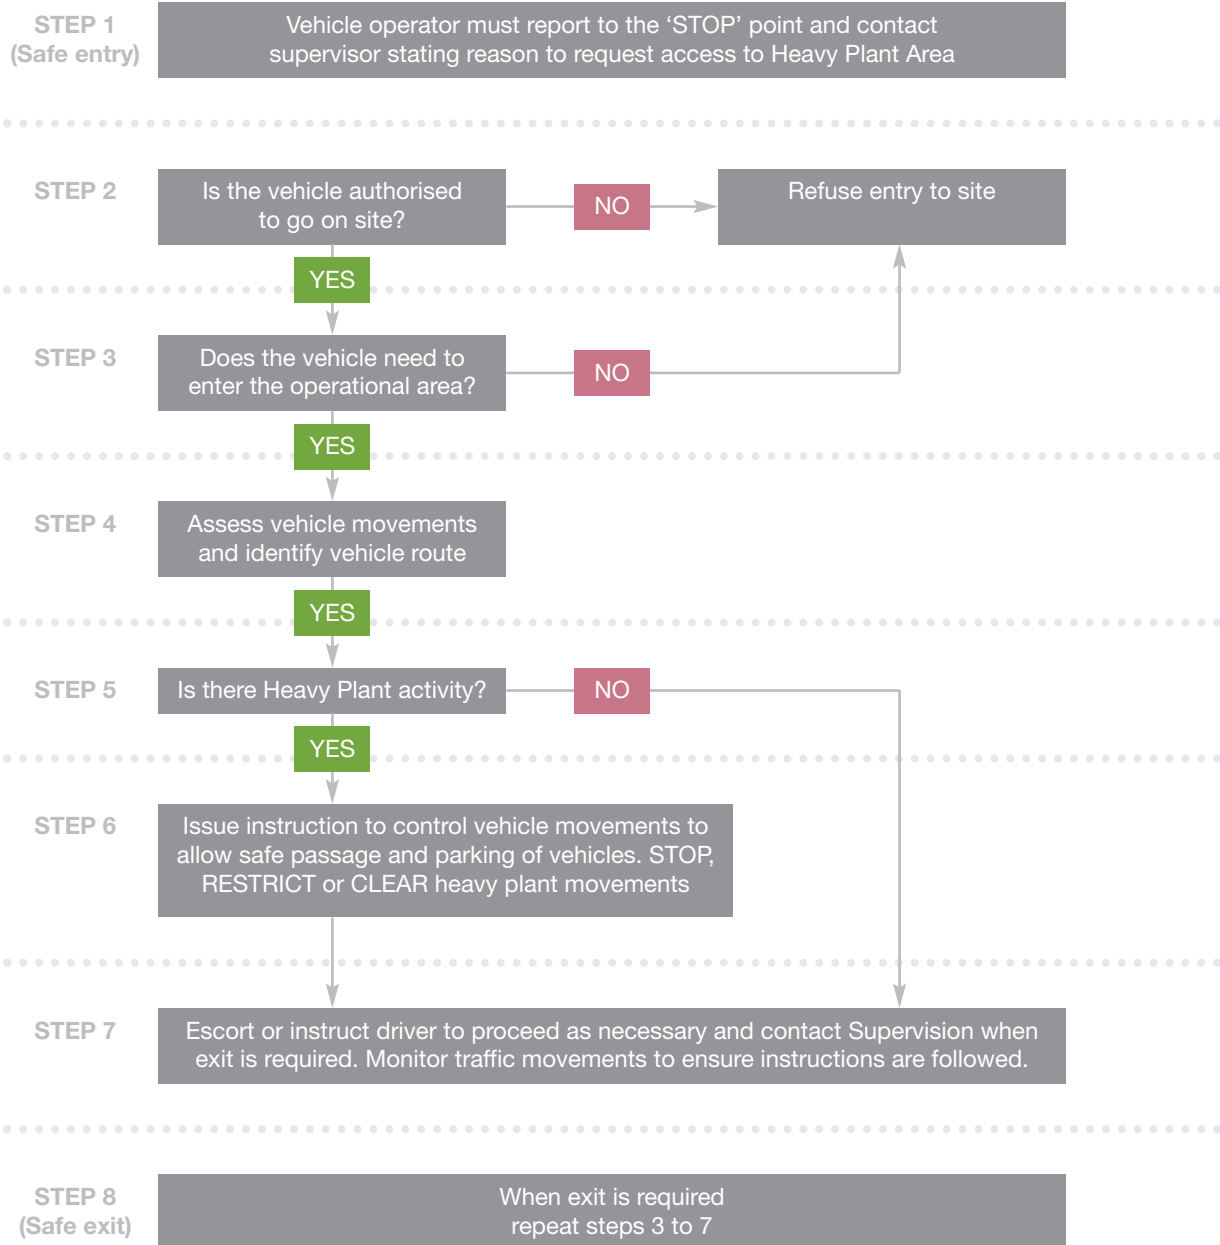 STEP 1
(Safe entry)
Vehicle operator must report to the ‘STOP’ point and contact
supervisor stating reason to request access to Heavy Plant Area
STEP 2
Is the vehicle authorised
to go on site?
NO
Refuse entry to site
YES
STEP 3
Does the vehicle need to
enter the operational area?
NO
YES
STEP 4
Assess vehicle movements
and identify vehicle route
YES
STEP 5
Is there Heavy Plant activity?
NO
YES
STEP 6
Issue instruction to control vehicle movements to
allow safe passage and parking of vehicles. STOP,
RESTRICT or CLEAR heavy plant movements
STEP 7
Escort or instruct driver to proceed as necessary and contact Supervision when
exit is required. Monitor traffic movements to ensure instructions are followed.
STEP 8
(Safe exit)
When exit is required
repeat steps 3 to 7